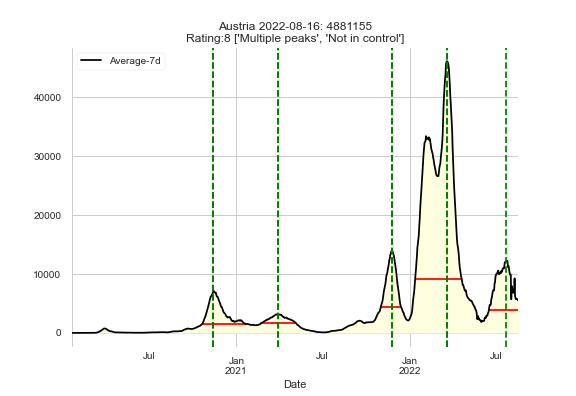 Austria 2022-08-16: 4881155
Rating:8 ['Multiple peaks', 'Not in control']
Average-7d
40000
30000
20000
10000
0
Jul
Jan
2021
Jul
Jan
2022
Jul
Date